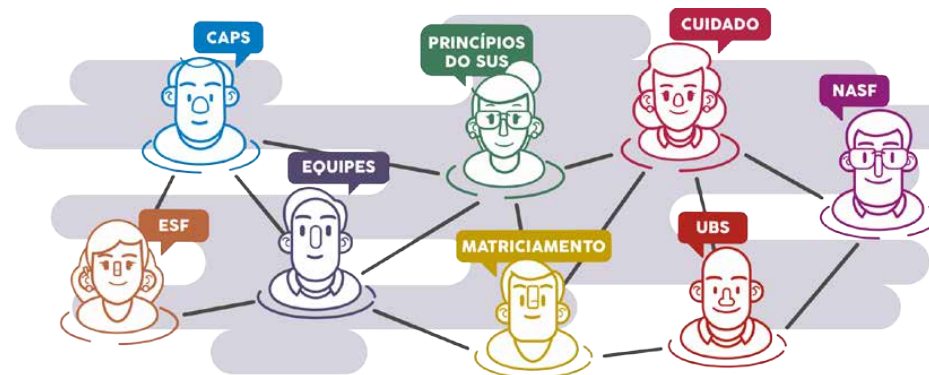 CAPS
PRINCÍPIOS
DO SUS
CUIDADO
NASF
EQUIPES
ESF
MATRICIAMENTO
UBS